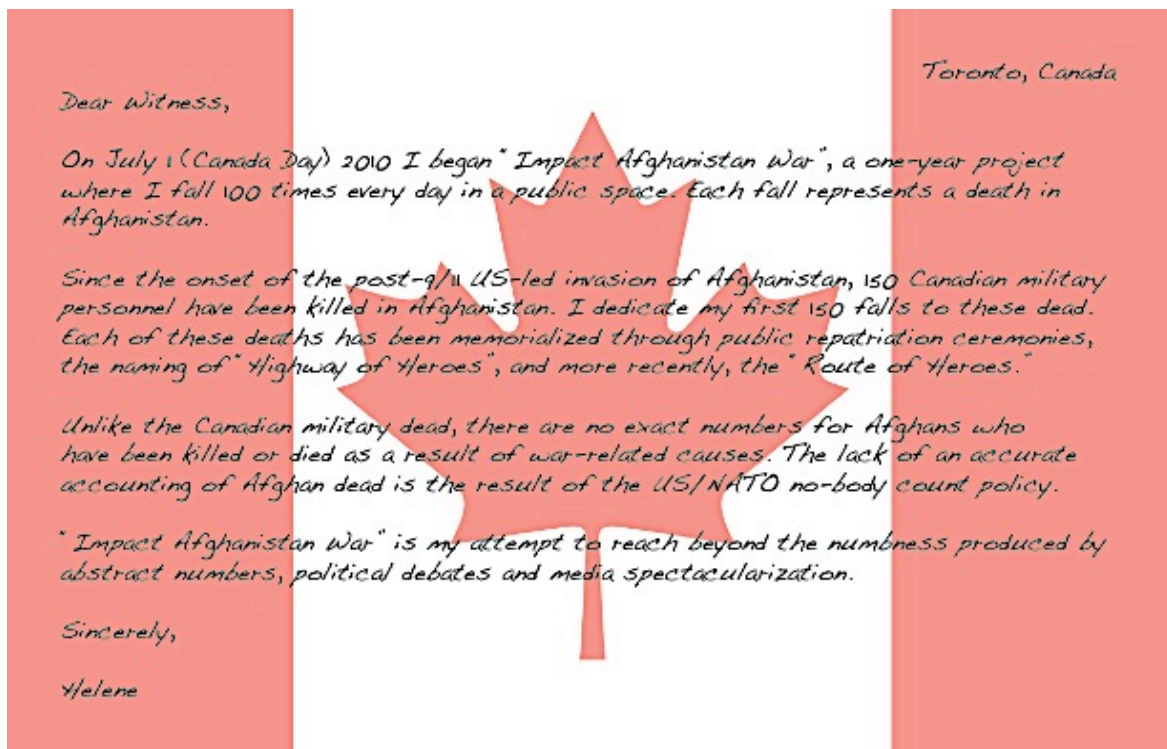 Toronto, Canada
Dear Witness,
On July 1 (Canada Day) 2010 I began "Impact Afghanistan War", a one-year project
where I fall 100 times every day in a public space. Each fall represents a death in
Afghanistan.
Since the onset of the post-9/11 US-led invasion of Afghanistan, 150 Canadian military
personnel have been killed in Afghanistan. I dedicate my first 150 falls to these dead.
Each of these deaths has been memorialized through public repatriation ceremonies,
the naming of "Highway of Heroes", and more recently, the "Route of Heroes."
Unlike the Canadian military dead, there are no exact numbers for Afghans who
have been killed or died as a result of war-related causes. The lack of an accurate
accounting of Afghan dead is the result of the US/NATO no-body count policy.
"Impact Afghanistan War" is my attempt to reach beyond the numbness produced by
abstract numbers, political debates and media spectacularization.
Sincerely,
Helene